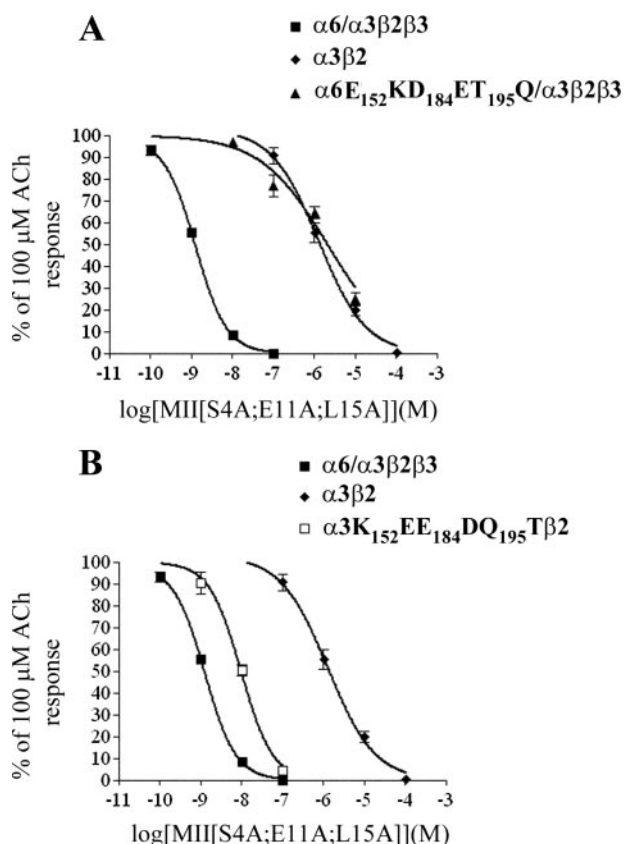 A
■ α6/α3β2β3
◆ α3β2
▲ α6E₁₅₂KD₁₈₄ET₁₉₅Q/α3β2β3
% of 100 μM ACh
response
100
90
80
70
60
50
40
30
20
10
0
-11 -10 -9 -8 -7 -6 -5 -4 -3
log[MII[S4A;E11A;L15A]](M)
B
■ α6/α3β2β3
◆ α3β2
□ α3K₁₅₂EE₁₈₄DQ₁₉₅Tβ2
% of 100 μM ACh
response
100
90
80
70
60
50
40
30
20
10
0
-11 -10 -9 -8 -7 -6 -5 -4 -3
log[MII[S4A;E11A;L15A]](M)